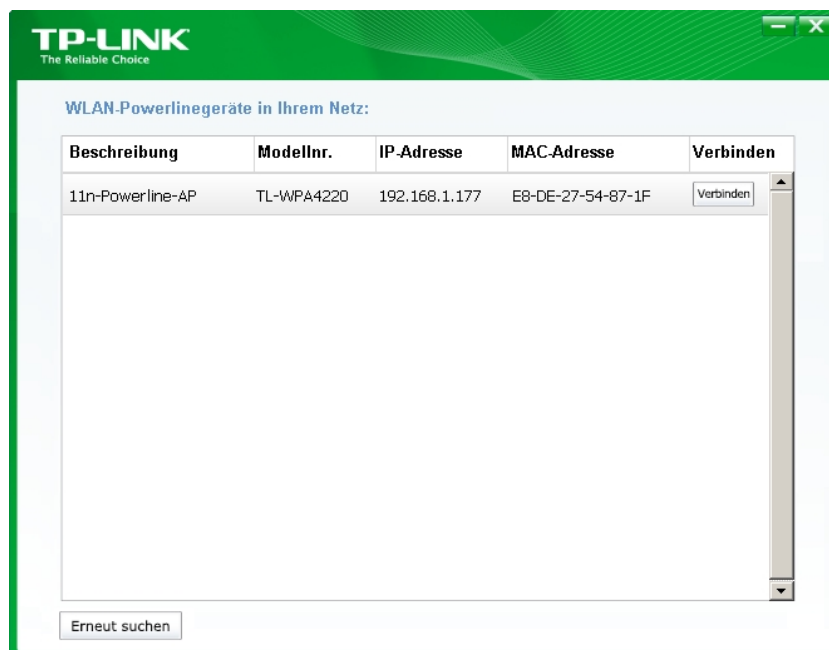 TP-LINK
The Reliable Choice
WLAN-Powerlinegeräte in Ihrem Netz:
Beschreibung Modellnr. IP-Adresse MAC-Adresse Verbinden
11n-Powerline-AP TL-WPA4220 192.168.1.177 E8-DE-27-54-87-1F Verbinden
Erneut suchen